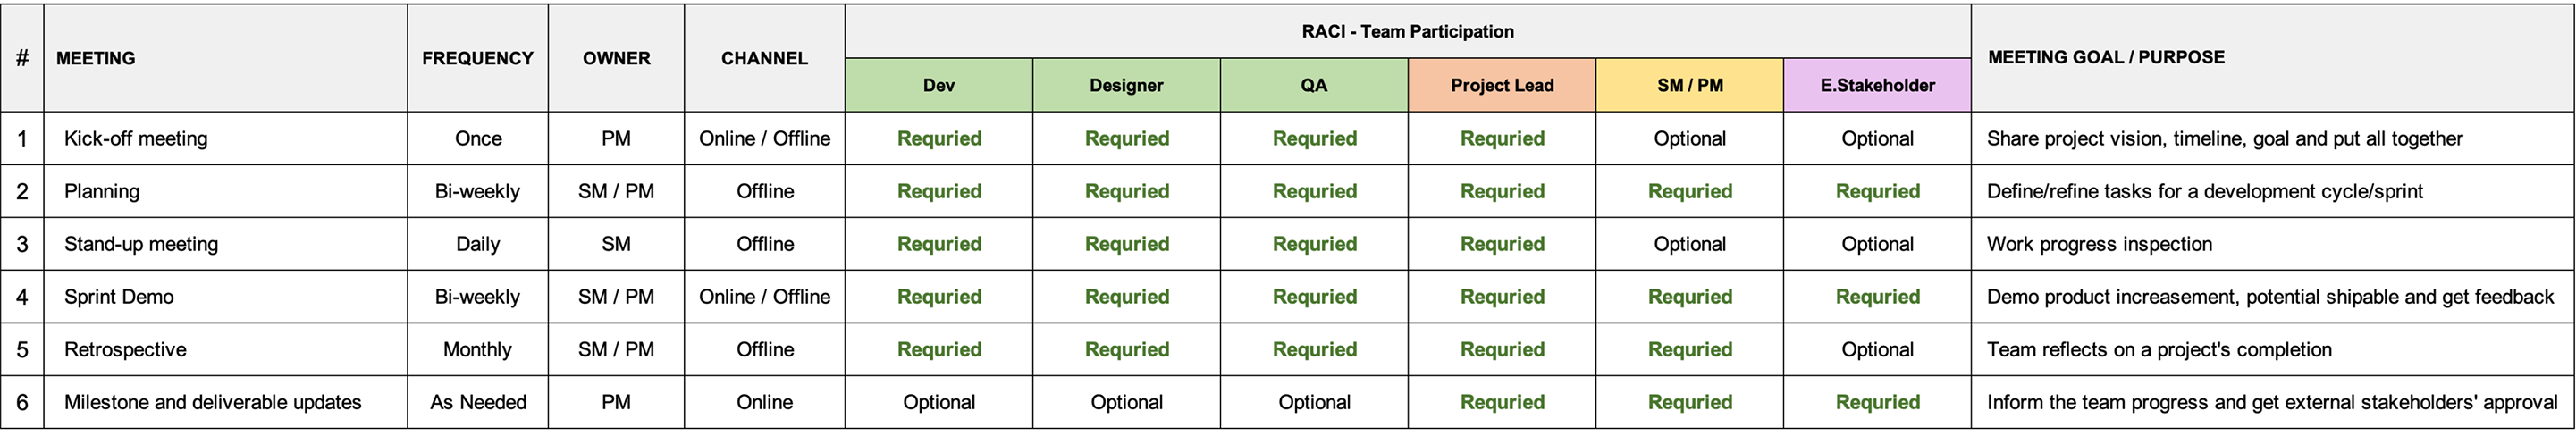 # MEETING FREQUENCY OWNER CHANNEL RACI - Team Participation MEETING GOAL / PURPOSE
Dev Designer QA Project Lead SM / PM E.Stakeholder
1 Kick-off meeting Once PM Online / Offline Requried Requried Requried Requried Optional Optional Share project vision, timeline, goal and put all together
2 Planning Bi-weekly SM / PM Offline Requried Requried Requried Requried Requried Requried Define/refine tasks for a development cycle/sprint
3 Stand-up meeting Daily SM Offline Requried Requried Requried Requried Optional Optional Work progress inspection
4 Sprint Demo Bi-weekly SM / PM Online / Offline Requried Requried Requried Requried Requried Requried Demo product increasement, potential shipable and get feedback
5 Retrospective Monthly SM / PM Offline Requried Requried Requried Requried Requried Optional Team reflects on a project's completion
6 Milestone and deliverable updates As Needed PM Online Optional Optional Optional Requried Requried Requried Inform the team progress and get external stakeholders' approval